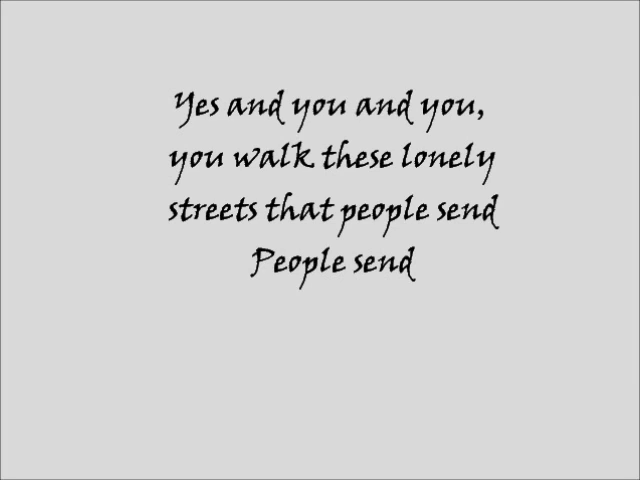 Yes and you and you,
you walk these lonely
streets that people send
People send